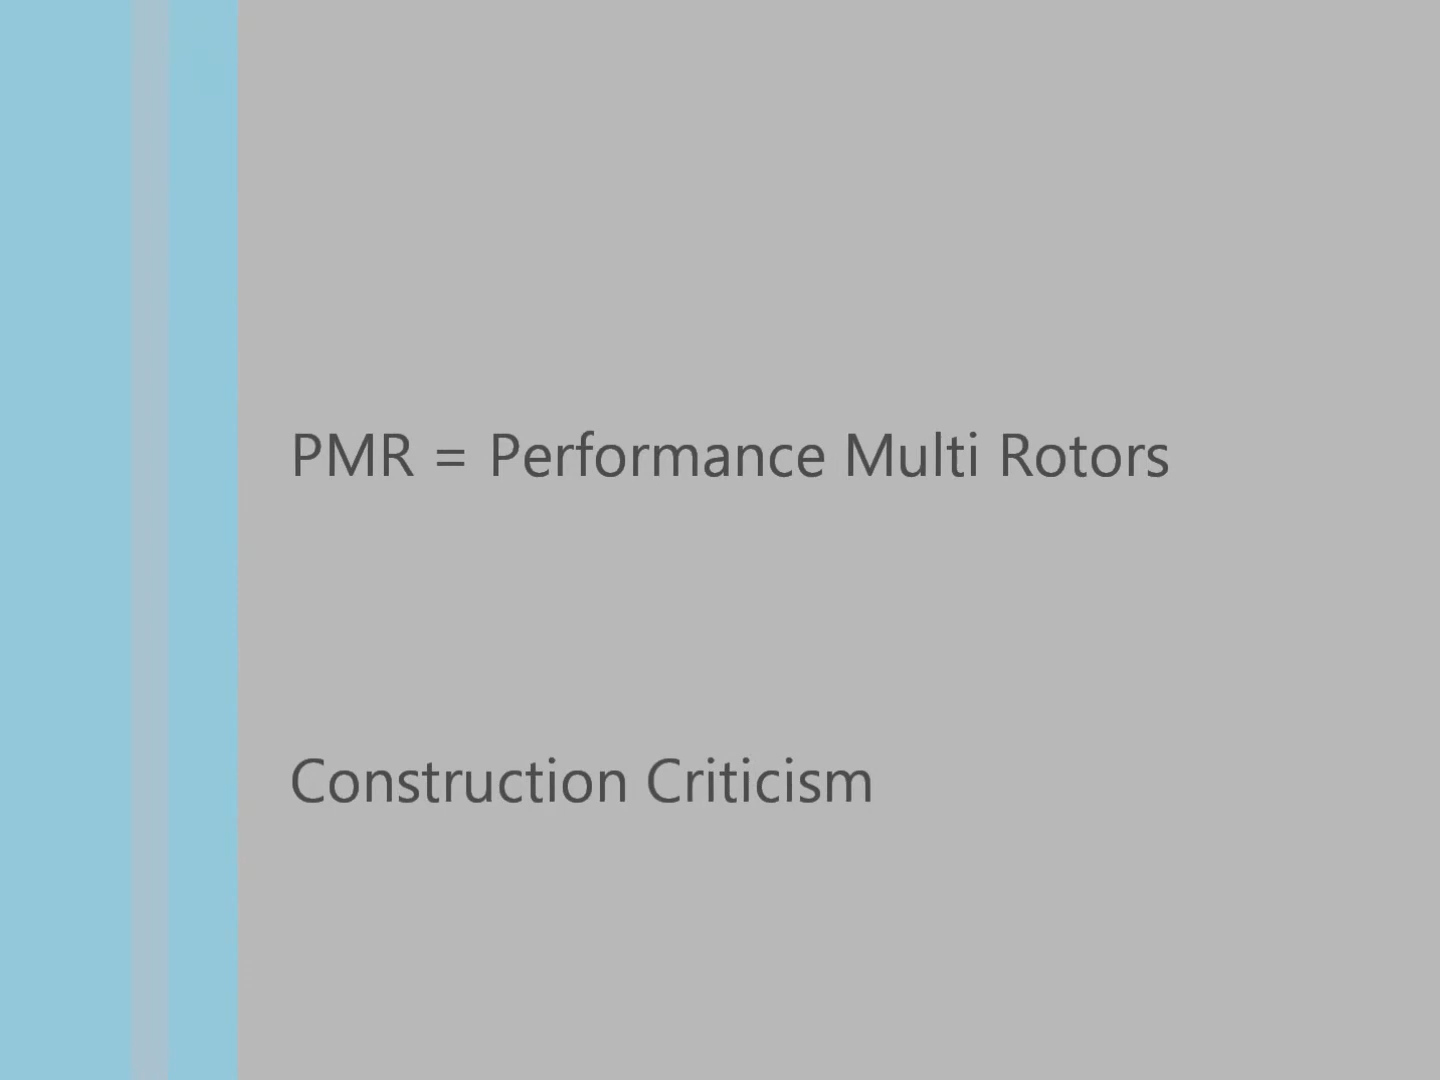 PMR = Performance Multi Rotors
Construction Criticism